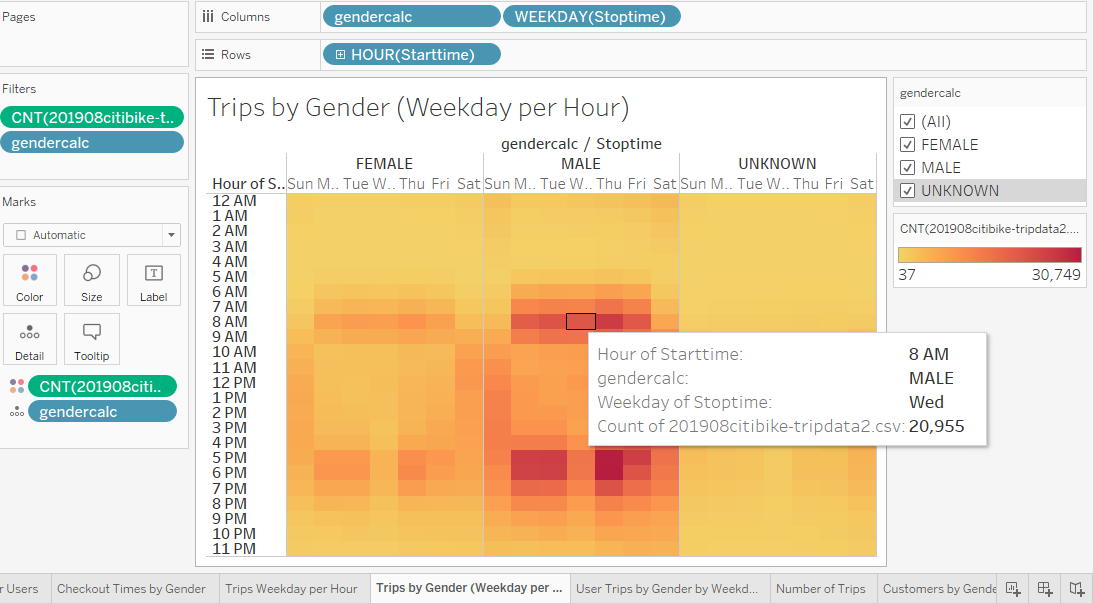 Pages
Columns
gendercalc
WEEKDAY(Stoptime)
Rows
HOUR(Starttime)
Filters
CNT(201908citibike-t..
gendercalc
Marks
Automatic
Color
Size
Label
Detail
Tooltip
CNT(201908citi..
gendercalc
Trips by Gender (Weekday per Hour)
gendercalc / Stoptime
FEMALE MALE UNKNOWN
Hour of S.. Sun M.. Tue W.. Thu Fri Sat Sun M.. Tue W.. Thu Fri Sat Sun M.. Tue W.. Thu Fri Sat
12 AM
1 AM
2 AM
3 AM
4 AM
5 AM
6 AM
7 AM
8 AM
9 AM
10 AM
11 AM
12 PM
1 PM
2 PM
3 PM
4 PM
5 PM
6 PM
7 PM
8 PM
9 PM
10 PM
11 PM
Hour of Starttime: 8 AM
gendercalc: MALE
Weekday of Stoptime: Wed
Count of 201908citibike-tripdata2.csv: 20,955
gendercalc
(All)
FEMALE
MALE
UNKNOWN
CNT(201908citibike-tripdata2....
37 30,749
r Users
Checkout Times by Gender
Trips Weekday per Hour
Trips by Gender (Weekday per ...
User Trips by Gender by Weekd...
Number of Trips
Customers by Gende